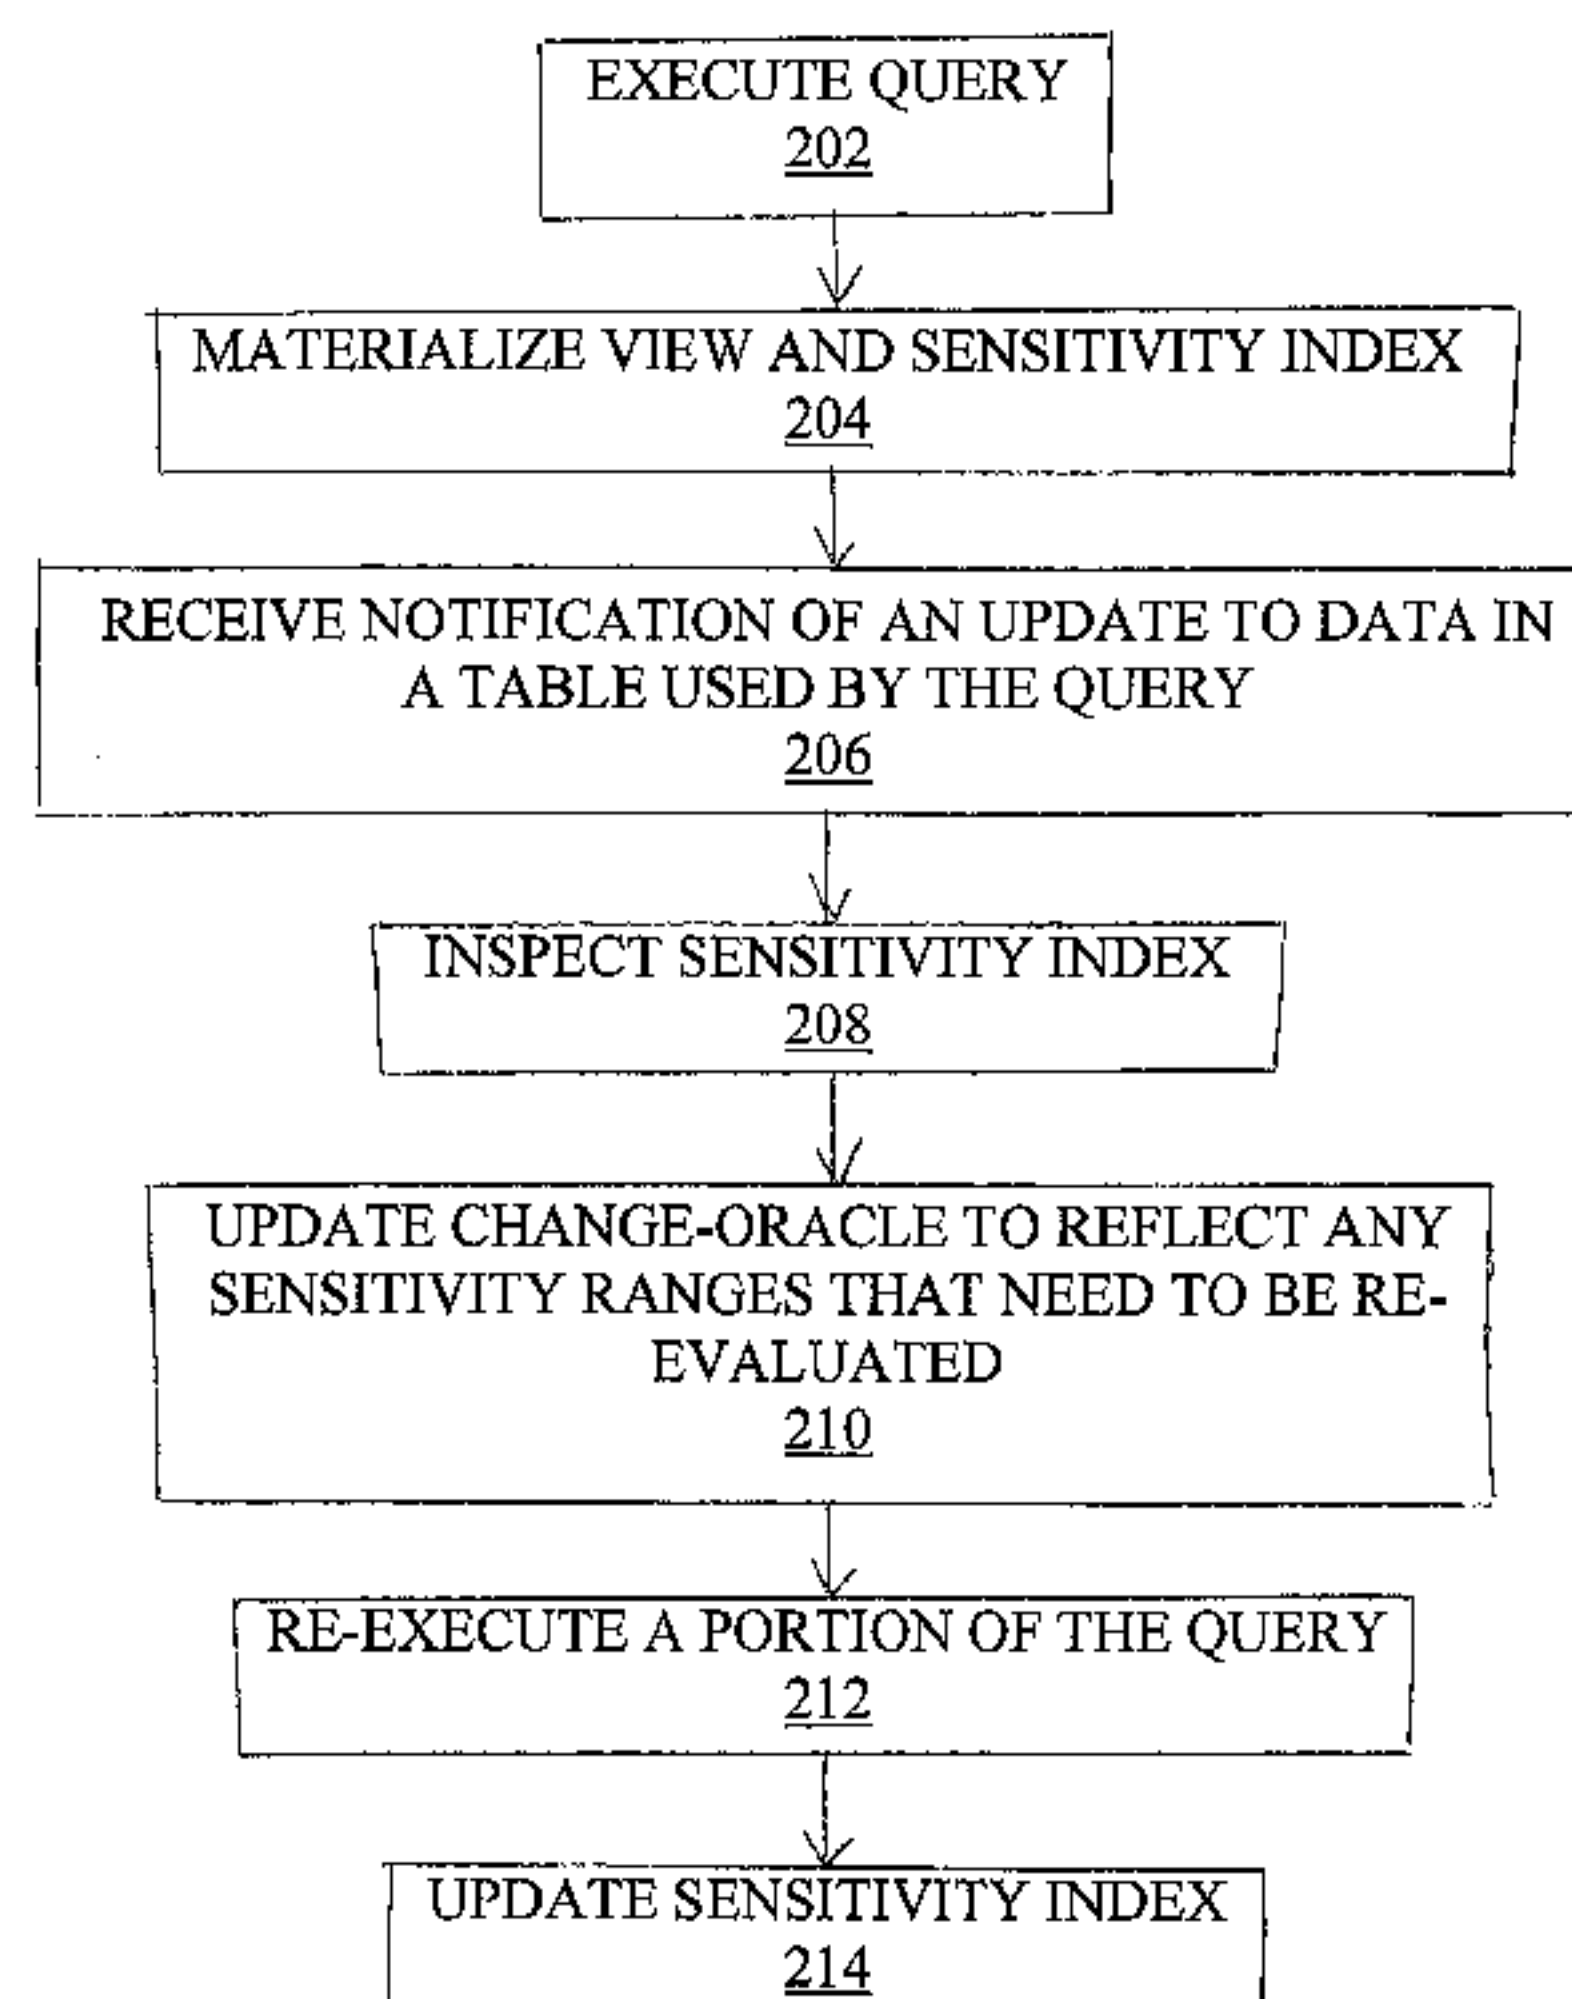 EXECUTE QUERY
202
MATERIALIZE VIEW AND SENSITIVITY INDEX
204
RECEIVE NOTIFICATION OF AN UPDATE TO DATA IN
A TABLE USED BY THE QUERY
206
INSPECT SENSITIVITY INDEX
208
UPDATE CHANGE-ORACLE TO REFLECT ANY
SENSITIVITY RANGES THAT NEED TO BE RE-
EVALUATED
210
RE-EXECUTE A PORTION OF THE QUERY
212
UPDATE SENSITIVITY INDEX
214